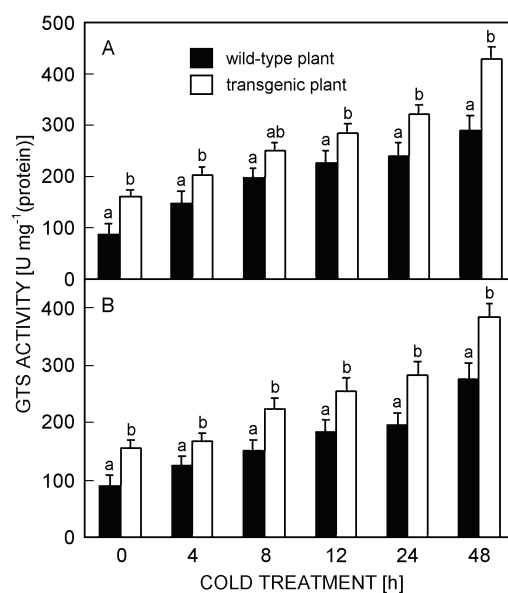 500
A
wild-type plant
transgenic plant
400
300
200
100
0
a b a b a ab a b a b a b
GTS ACTIVITY [U mg-1(protein)]
B
400
300
200
100
0
a b a b a b a b a b a b
0 4 8 12 24 48
COLD TREATMENT [h]